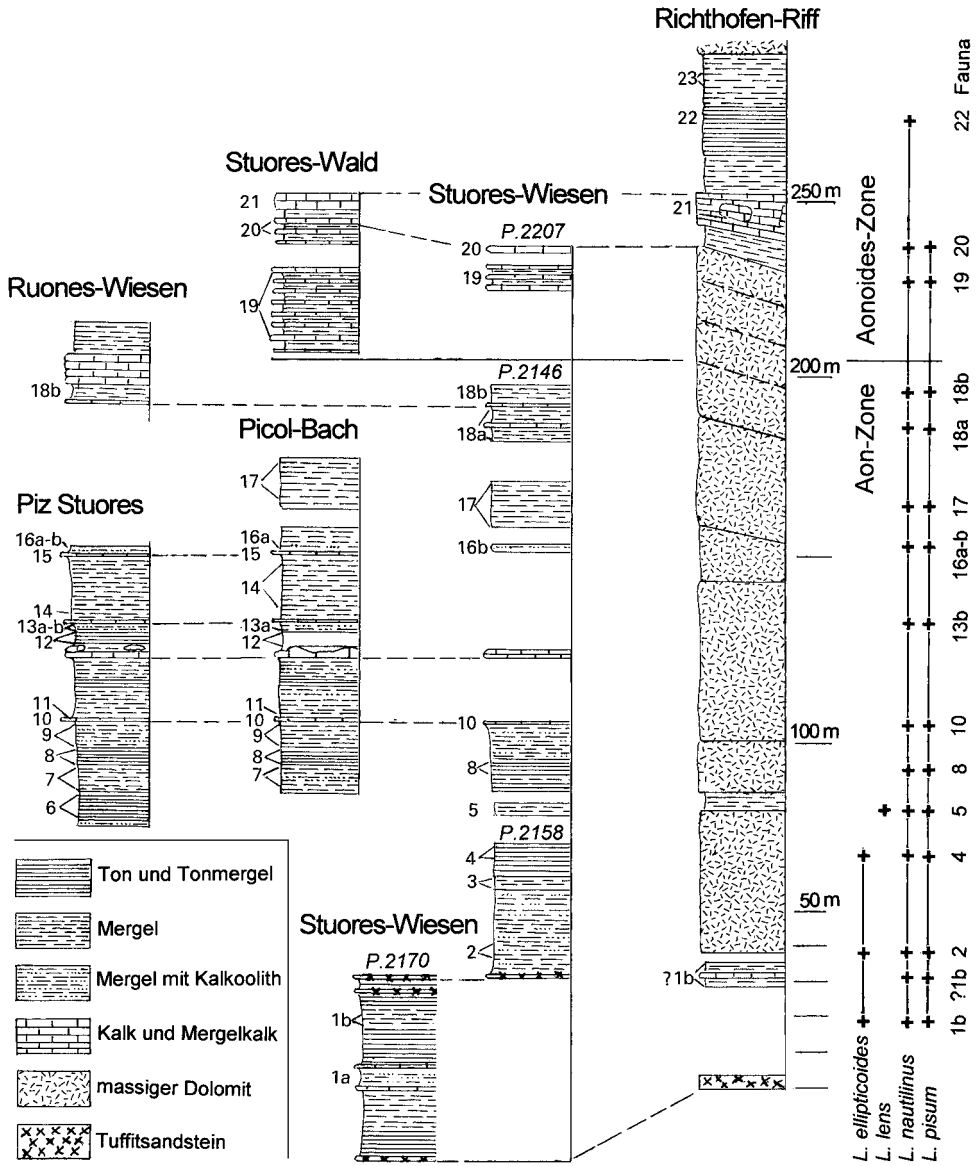 Richthofen-Riff
23
22
250 m
21
200 m
100 m
50 m
?1b
Stuores-Wald
21
20
19
Stuores-Wiesen
P.2207
20
19
P.2146
18b
18a
17
16b
10
8
5
P.2158
4
3
2
Ruones-Wiesen
18b
Picol-Bach
17
16a
15
14
13a
12
11
10
9
8
7
Piz Stuores
16a-b
15
14
13a-b
12
11
10
9
8
7
6
Stuores-Wiesen
P.2170
1b
1a
Ton und Tonmergel
Mergel
Mergel mit Kalkoolith
Kalk und Mergelkalk
massiger Dolomit
Tuffitsandstein
Aonoides-Zone
Aon-Zone
Fauna
22
20
19
18b
18a
17
16a-b
13b
10
8
5
4
2
?1b
1b
L. ellipticoides
L. lens
L. nautilinus
L. pisum